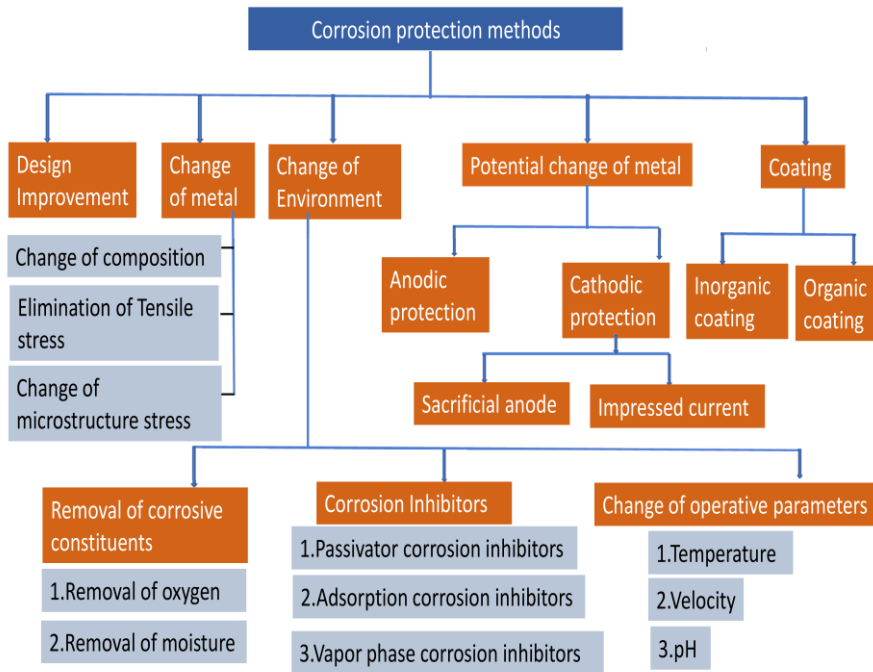 Corrosion protection methods
Design
Improvement
Change
of metal
Change of
Environment
Potential change of metal
Coating
Change of composition
Elimination of Tensile
stress
Change of
microstructure stress
Anodic
protection
Cathodic
protection
Inorganic
coating
Organic
coating
Sacrificial anode
Impressed current
Removal of corrosive
constituents
1.Removal of oxygen
2.Removal of moisture
Corrosion Inhibitors
1.Passivator corrosion inhibitors
2.Adsorption corrosion inhibitors
3.Vapor phase corrosion inhibitors
Change of operative parameters
1.Temperature
2.Velocity
3.pH